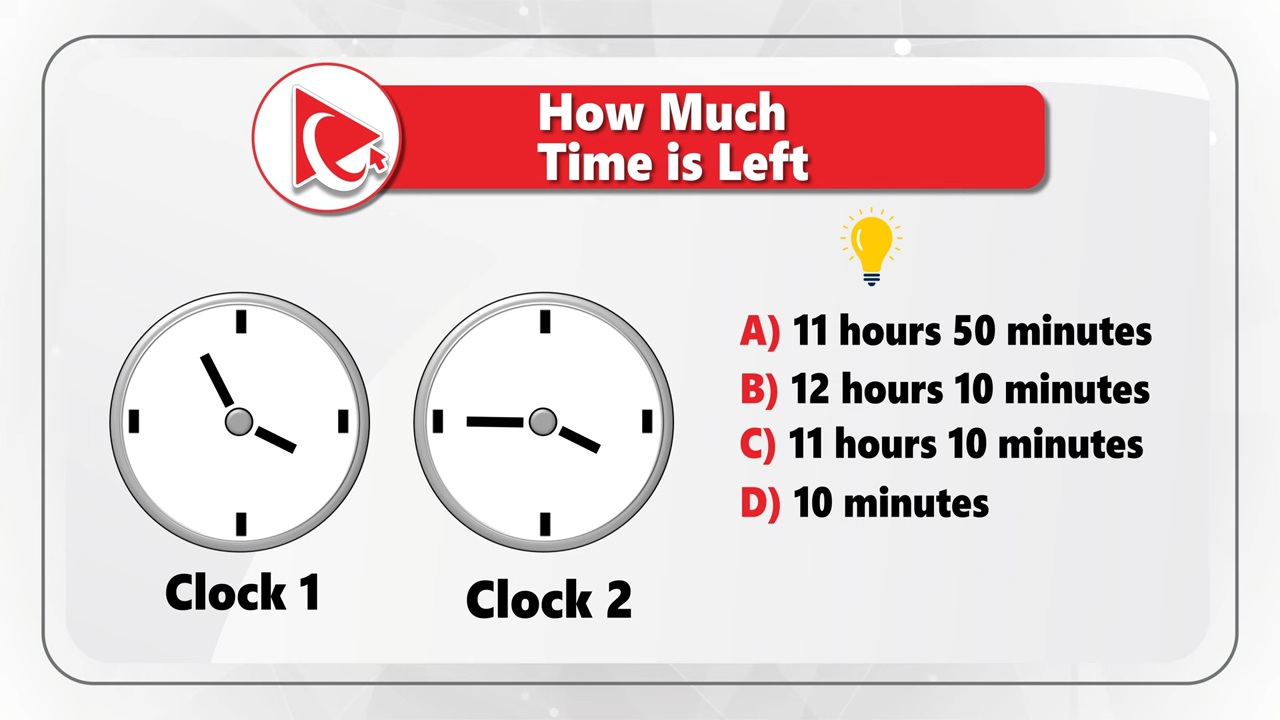 How Much
Time is Left
A) 11 hours 50 minutes
B) 12 hours 10 minutes
C) 11 hours 10 minutes
D) 10 minutes
Clock 1
Clock 2